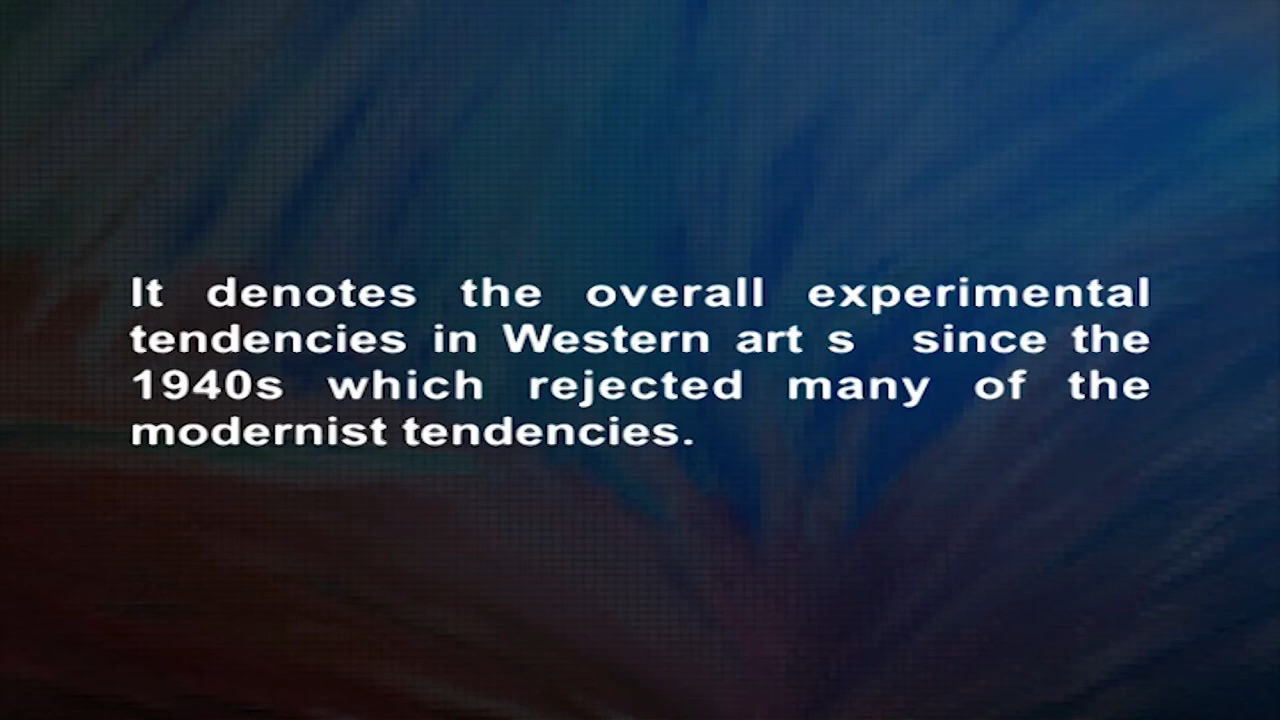 It denotes the overall experimental
tendencies in Western art s since the
1940s which rejected many of the
modernist tendencies.